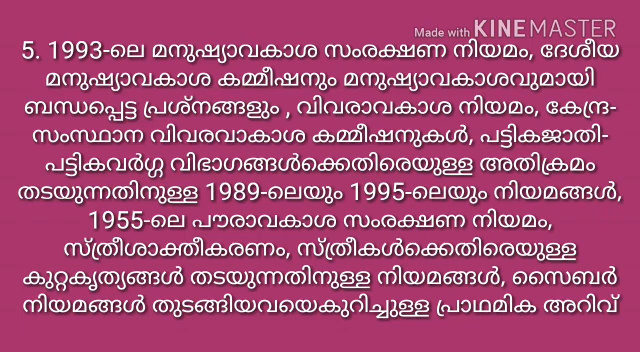 Made with KINEMASTER
5. 1993-ലെ മനുഷ്യാവകാശ സംരക്ഷണ നിയമം, ദേശീയ
മനുഷ്യാവകാശ കമ്മീഷനും മനുഷ്യാവകാശവുമായി
ബന്ധപ്പെട്ട പ്രശ്നങ്ങളും , വിവരാവകാശ നിയമം, കേന്ദ്ര-
സംസ്ഥാന വിവരവാകാശ കമ്മീഷനുകൾ, പട്ടികജാതി-
പട്ടികവർഗ്ഗ വിഭാഗങ്ങൾക്കെതിരെയുള്ള അതിക്രമം
തടയുന്നതിനുള്ള 1989-ലെയും 1995-ലെയും നിയമങ്ങൾ,
1955-ലെ പൗരാവകാശ സംരക്ഷണ നിയമം,
സ്ത്രീശാക്തീകരണം, സ്ത്രീകൾക്കെതിരെയുള്ള
കുറ്റകൃത്യങ്ങൾ തടയുന്നതിനുള്ള നിയമങ്ങൾ, സൈബർ
നിയമങ്ങൾ തുടങ്ങിയവയെകുറിച്ചുള്ള പ്രാഥമിക അറിവ്